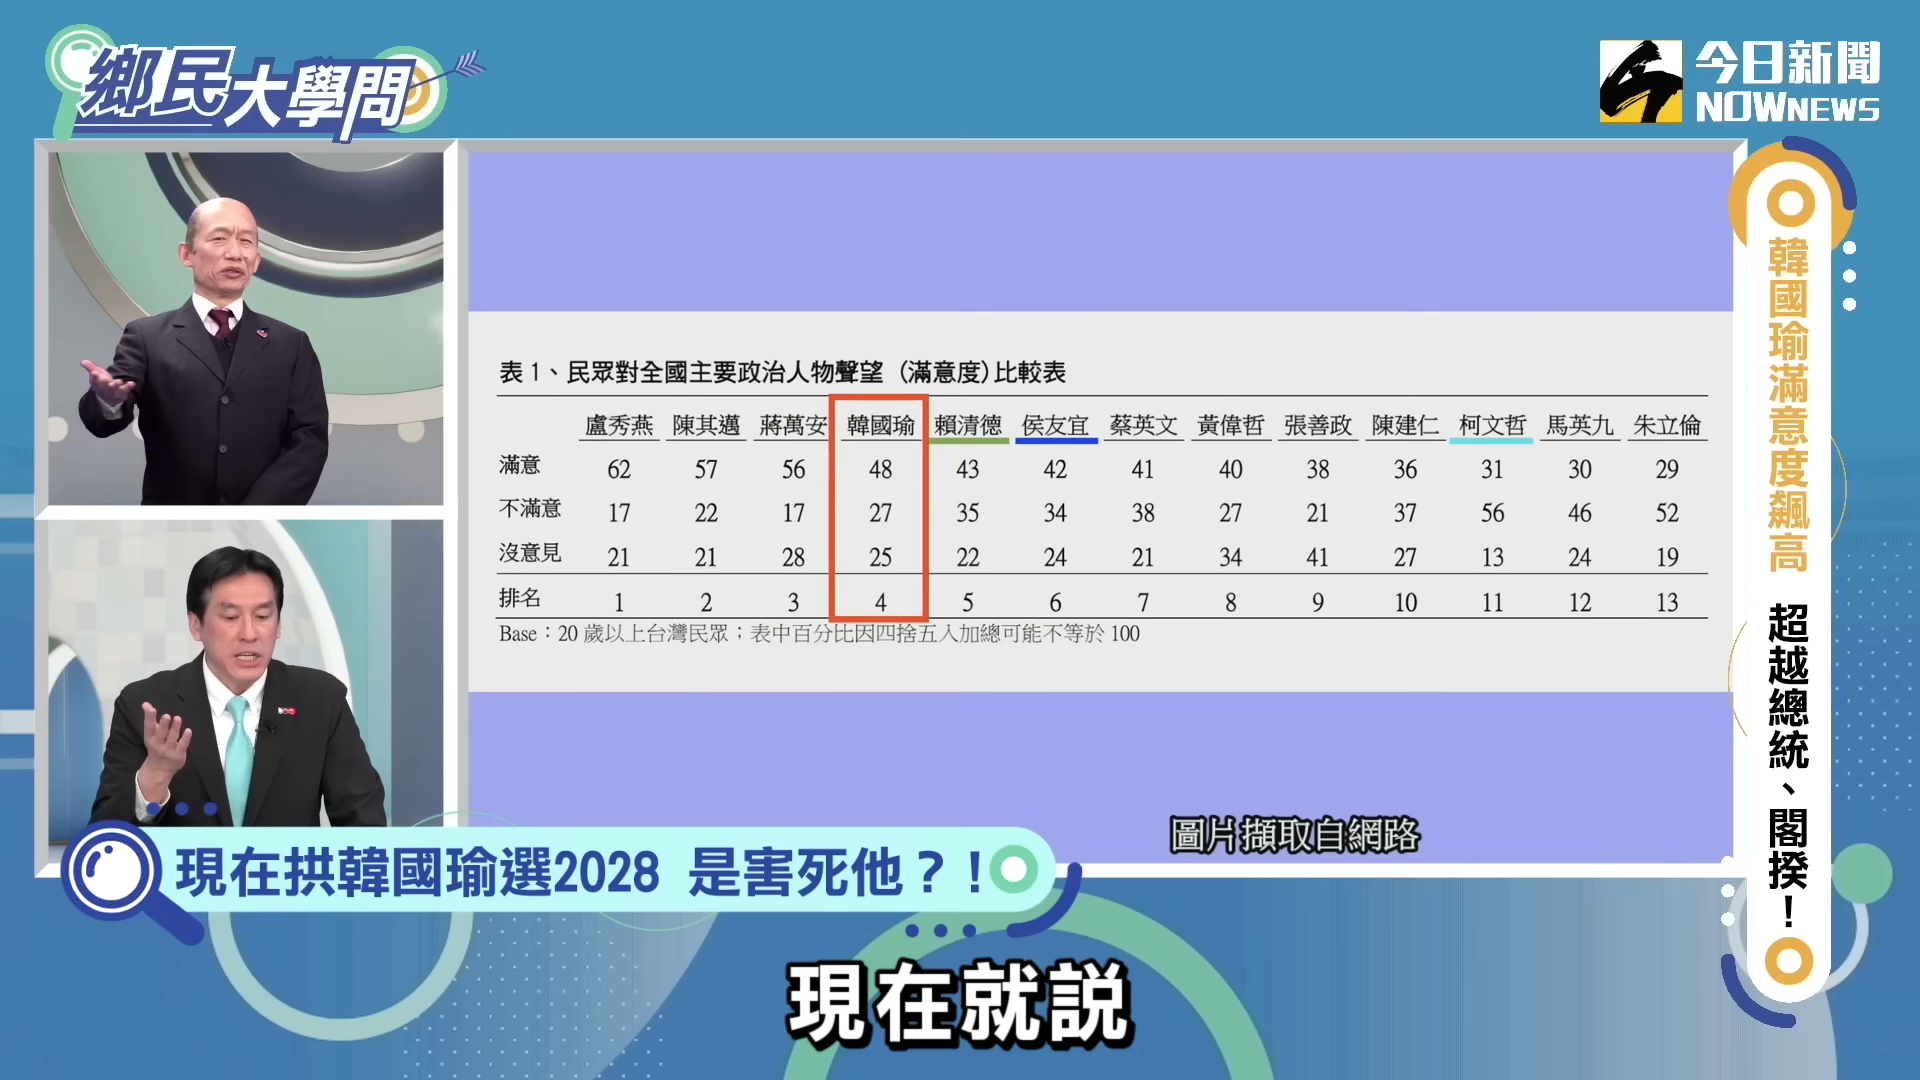 鄉民大學問
今日新聞
NOWNEWS
表 1、民眾對全國主要政治人物聲望 (滿意度)比較表
盧秀燕 陳其邁 蔣萬安 韓國瑜 賴清德 侯友宜 蔡英文 黃偉哲 張善政 陳建仁 柯文哲 馬英九 朱立倫
滿意 62 57 56 48 43 42 41 40 38 36 31 30 29
不滿意 17 22 17 27 35 34 38 27 21 37 56 46 52
沒意見 21 21 28 25 22 24 21 34 41 27 13 24 19
排名 1 2 3 4 5 6 7 8 9 10 11 12 13
Base：20 歲以上台灣民眾；表中百分比因四捨五入加總可能不等於 100
韓國瑜滿意度飆高 超越總統、閣揆！
圖片擷取自網路
現在拱韓國瑜選2028 是害死他？！
現在就説